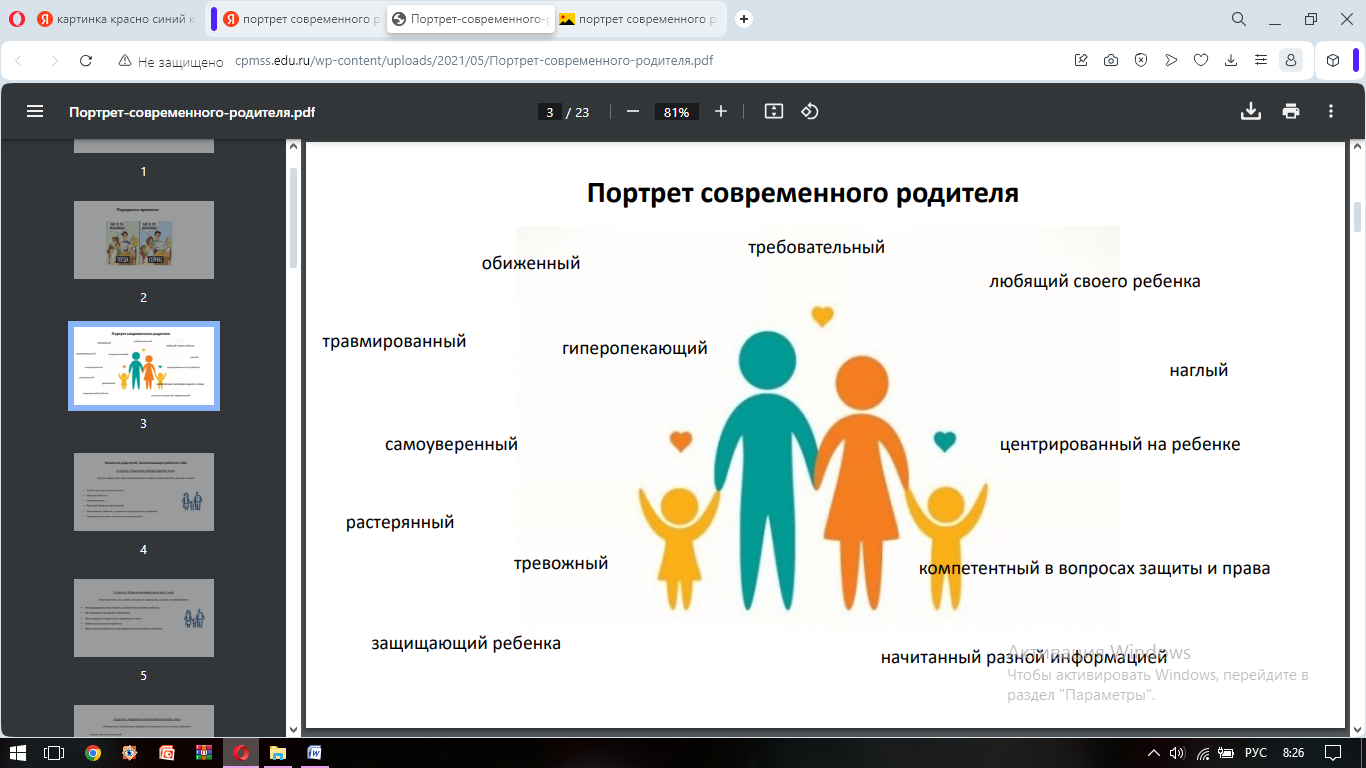 картинка красно синий к
портрет современного р
Портрет-современного-р
портрет современного р
Не защищено
cpmss.edu.ru/wp-content/uploads/2021/05/Портрет-современного-родителя.pdf
Портрет-современного-родителя.pdf
3 / 23
81%
1
2
3
4
5
Портрет современного родителя
требовательный
обиженный
любящий своего ребенка
травмированный
гиперопекающий
наглый
самоуверенный
центрированный на ребенке
растерянный
тревожный
компетентный в вопросах защиты и права
защищающий ребенка
начитанный разной информацией
Активация Windows
Чтобы активировать Windows, перейдите в
раздел "Параметры".
РУС
8:26